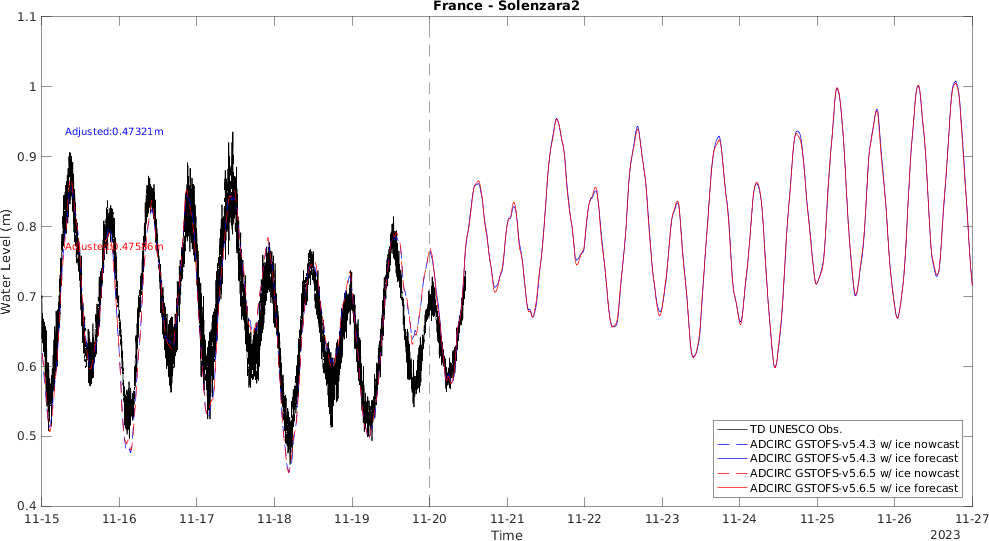 France - Solenzara2
1.1
1
0.9
0.8
0.7
0.6
0.5
0.4
Water Level (m)
Adjusted:0.47321m
Adjusted:0.47586m
TD UNESCO Obs.
ADCIRC GSTOFS-v5.4.3 w/ ice nowcast
ADCIRC GSTOFS-v5.4.3 w/ ice forecast
ADCIRC GSTOFS-v5.6.5 w/ ice nowcast
ADCIRC GSTOFS-v5.6.5 w/ ice forecast
11-15 11-16 11-17 11-18 11-19 11-20 11-21 11-22 11-23 11-24 11-25 11-26 11-27
Time
2023